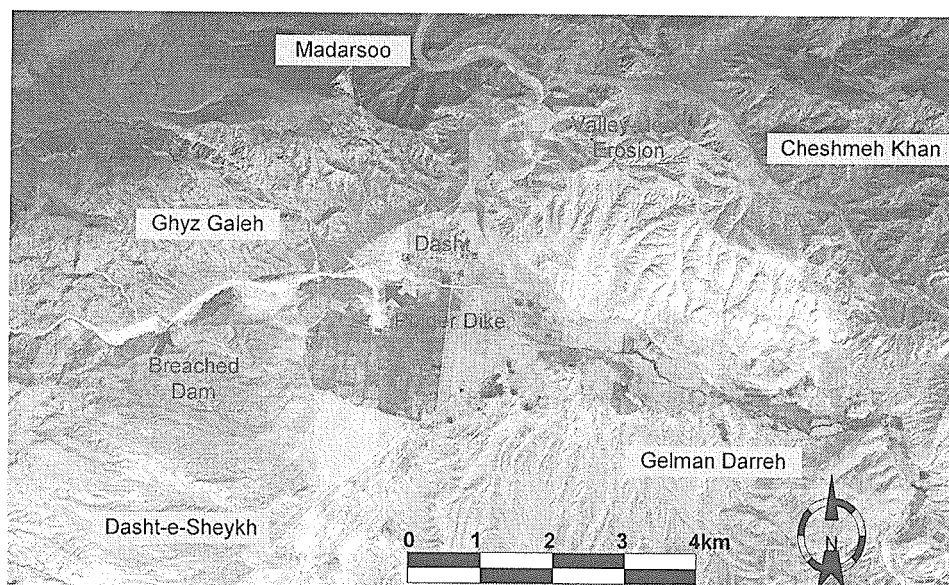 Madarsoo
Valley
Erosion
Cheshmeh Khan
Ghyz Galeh
Dasht
Dike
Breached
Dam
Gelman Darreh
Dasht-e-Sheykh
0 1 2 3 4km
N